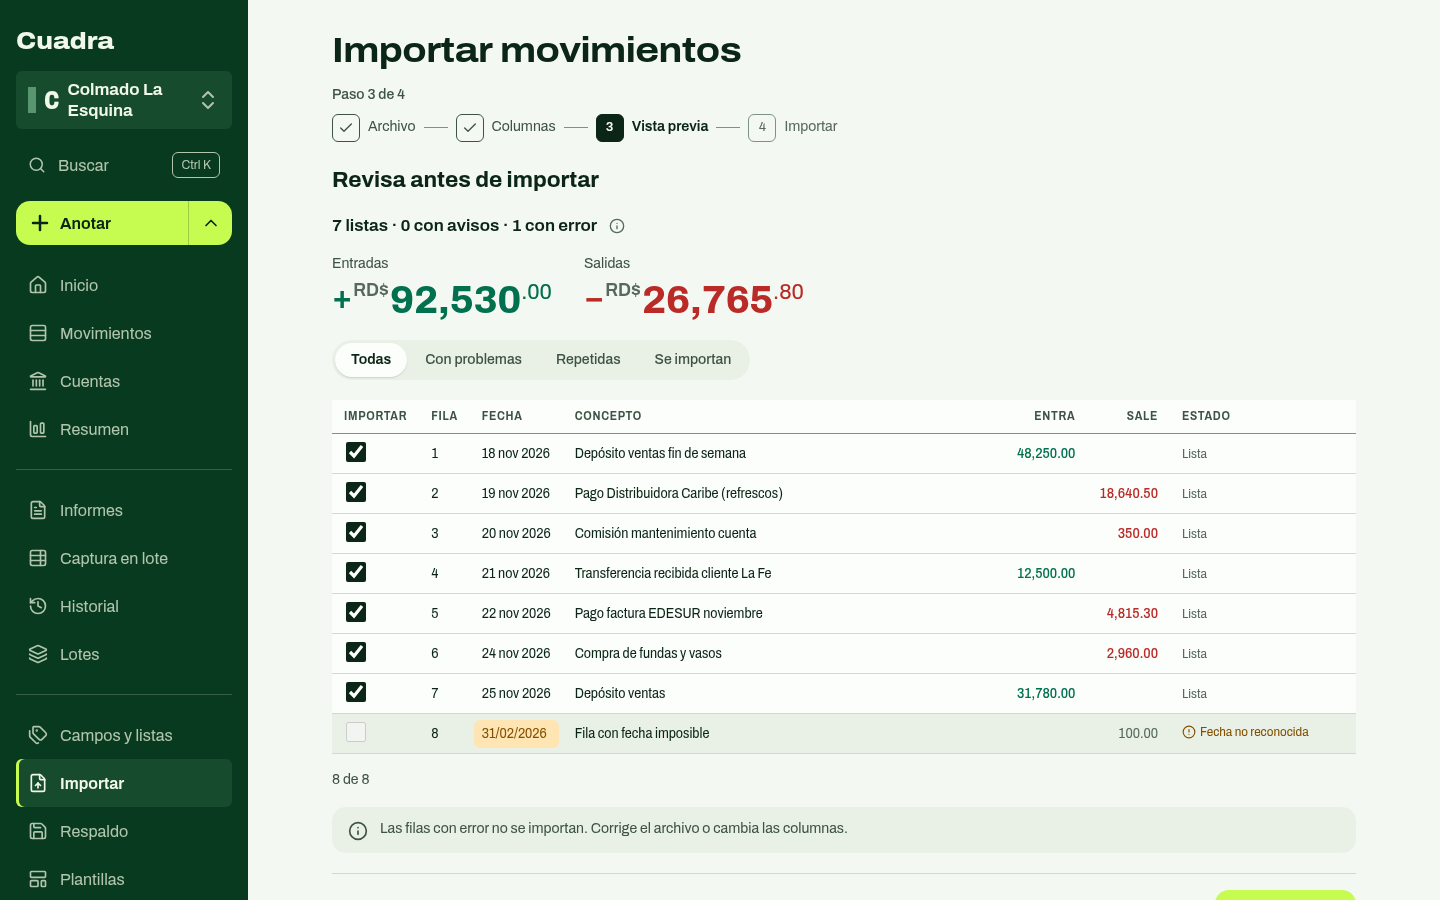 Cuadra
C Colmado La
Esquina
Buscar Ctrl K
Anotar
Inicio
Movimientos
Cuentas
Resumen
Informes
Captura en lote
Historial
Lotes
Campos y listas
Importar
Respaldo
Plantillas
Importar movimientos
Paso 3 de 4
Archivo Columnas 3 Vista previa 4 Importar
Revisa antes de importar
7 listas · 0 con avisos · 1 con error
Entradas Salidas
+RD$92,530.00 −RD$26,765.80
Todas Con problemas Repetidas Se importan
IMPORTAR FILA FECHA CONCEPTO ENTRA SALE ESTADO
1 18 nov 2026 Depósito ventas fin de semana 48,250.00 Lista
2 19 nov 2026 Pago Distribuidora Caribe (refrescos) 18,640.50 Lista
3 20 nov 2026 Comisión mantenimiento cuenta 350.00 Lista
4 21 nov 2026 Transferencia recibida cliente La Fe 12,500.00 Lista
5 22 nov 2026 Pago factura EDESUR noviembre 4,815.30 Lista
6 24 nov 2026 Compra de fundas y vasos 2,960.00 Lista
7 25 nov 2026 Depósito ventas 31,780.00 Lista
8 31/02/2026 Fila con fecha imposible 100.00 Fecha no reconocida
8 de 8
Las filas con error no se importan. Corrige el archivo o cambia las columnas.